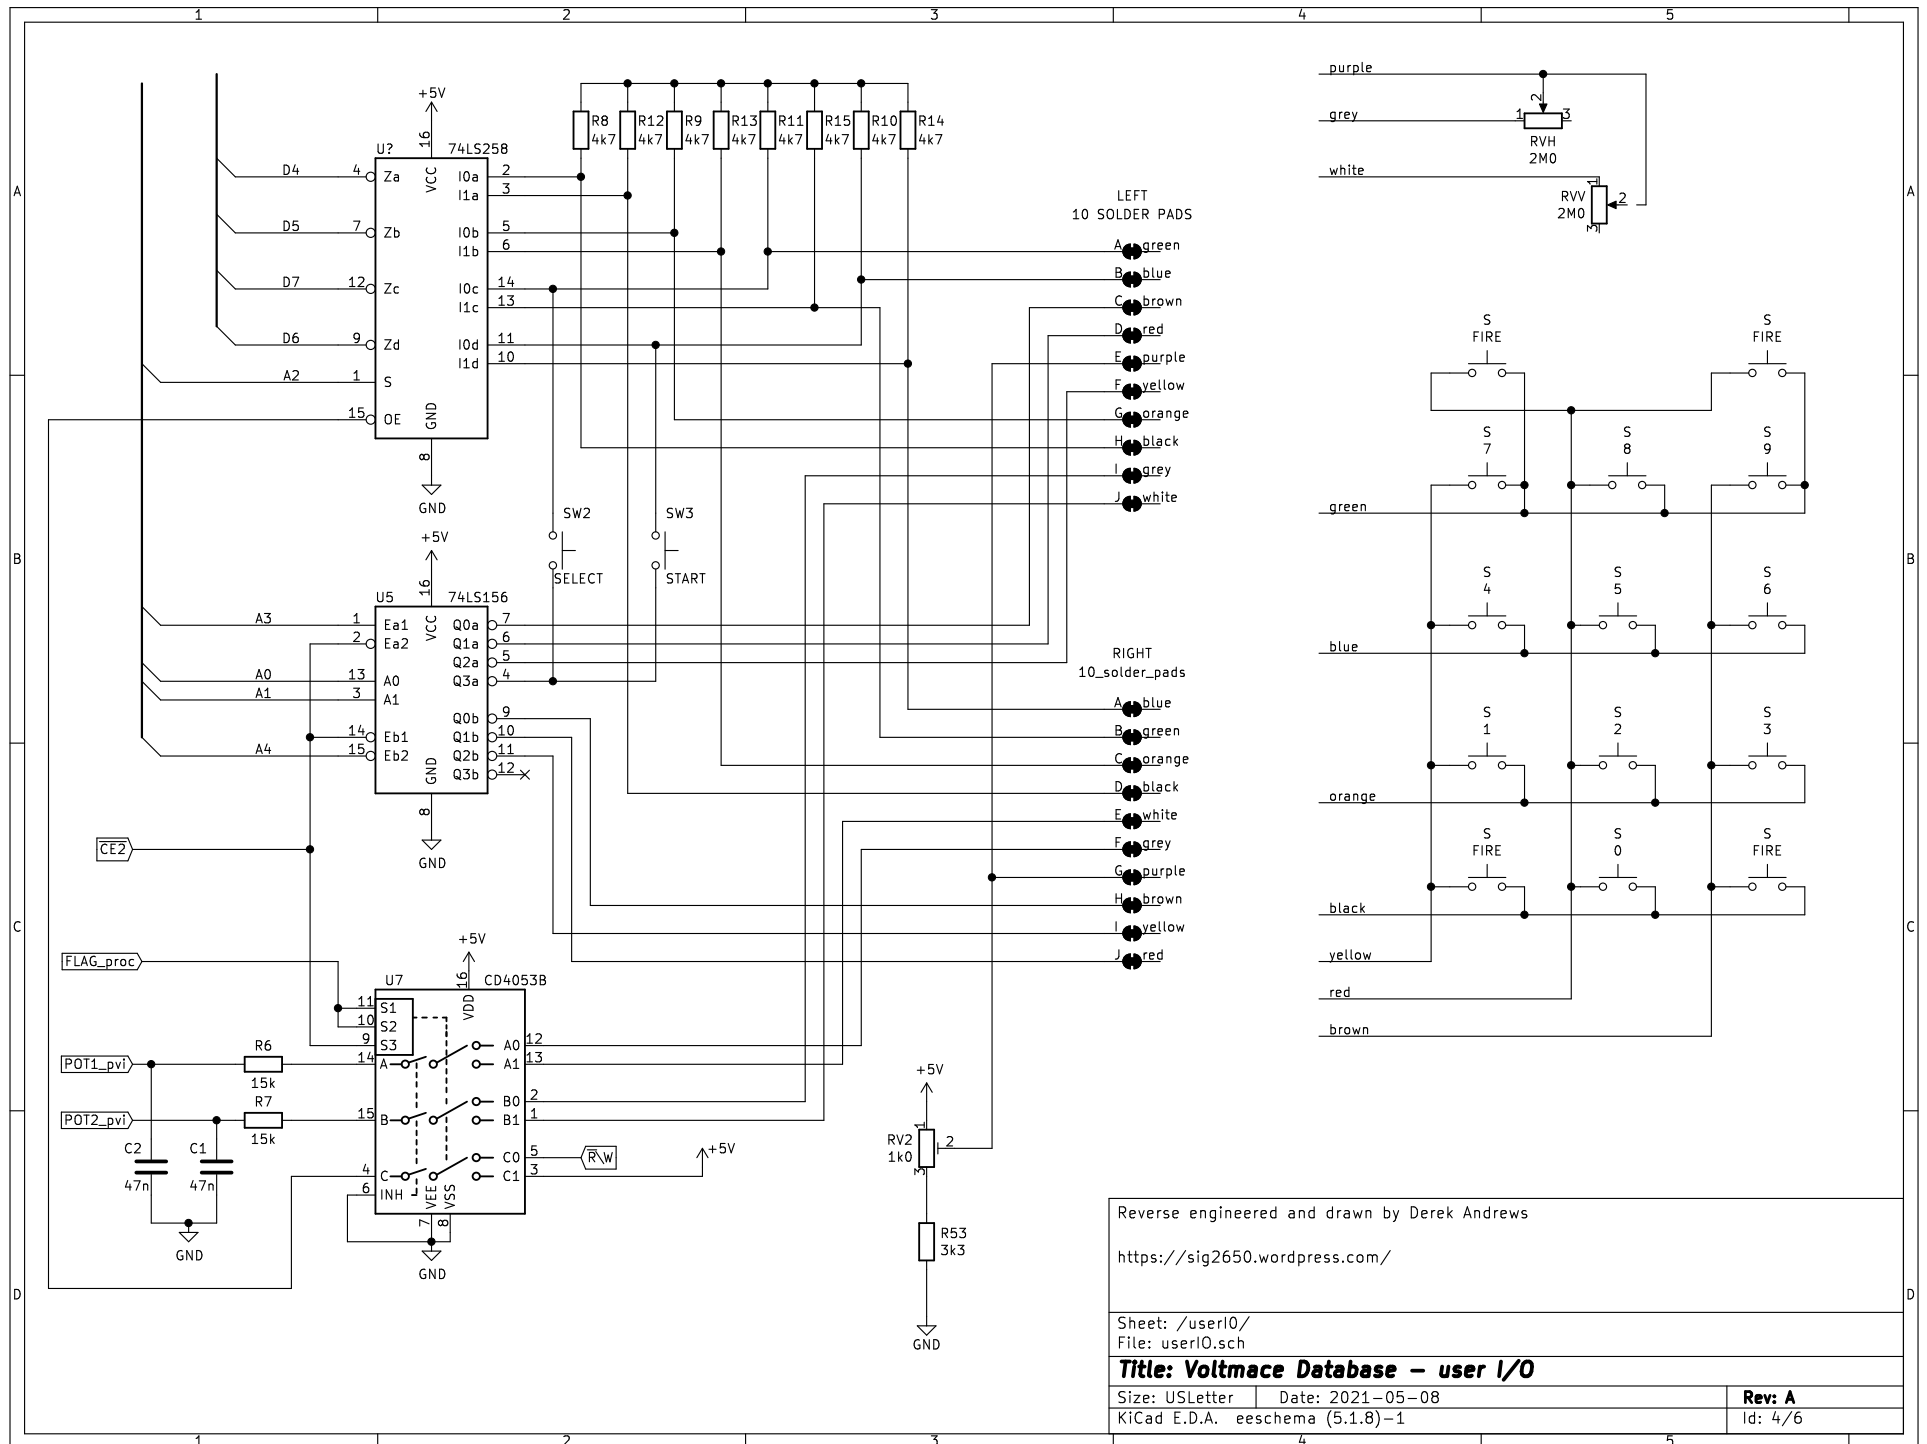 1 2 3 4 5
A
B
C
D
A
B
C
D
1 2 3 4 5
+5V
16
U? 74LS258
VCC
D4 4 Za I0a 2
I1a 3
D5 7 Zb I0b 5
I1b 6
D7 12 Zc I0c 14
I1c 13
D6 9 Zd I0d 11
I1d 10
A2 1 S
15 OE
GND
8
GND
R8 4k7
R12 4k7
R9 4k7
R13 4k7
R11 4k7
R15 4k7
R10 4k7
R14 4k7
SW2
SELECT
SW3
START
+5V
16
U5 74LS156
VCC
A3 1 Ea1 Q0a 7
2 Ea2 Q1a 6
Q2a 5
A0 13 A0 Q3a 4
A1 3 A1
Q0b 9
14 Eb1 Q1b 10
A4 15 Eb2 Q2b 11
Q3b 12
GND
8
GND
CE2
FLAG_proc
+5V
16
U7 CD4053B
VDD
11 S1
10 S2
9 S3 A0 12
POT1_pvi R6 15k 14 A A1 13
B0 2
POT2_pvi R7 15k 15 B B1 1
C0 5 R\W
4 C C1 3 +5V
6 INH
VEE VSS
7 8
GND
C2
47n
C1
47n
GND
LEFT
10 SOLDER PADS
A green
B blue
C brown
D red
E purple
F yellow
G orange
H black
I grey
J white
RIGHT
10_solder_pads
A blue
B green
C orange
D black
E white
F grey
G purple
H brown
I yellow
J red
+5V
1
RV2 2
1k0
3
R53
3k3
GND
purple
2
grey 1 3
RVH
2M0
white 1
RVV 2
2M0
3
S S
FIRE FIRE
S S S
7 8 9
green
S S S
4 5 6
blue
S S S
1 2 3
orange
S S S
FIRE 0 FIRE
black
yellow
red
brown
Reverse engineered and drawn by Derek Andrews
https://sig2650.wordpress.com/
Sheet: /userIO/
File: userIO.sch
Title: Voltmace Database – user I/O
Size: USLetter Date: 2021-05-08 Rev: A
KiCad E.D.A. eeschema (5.1.8)-1 Id: 4/6